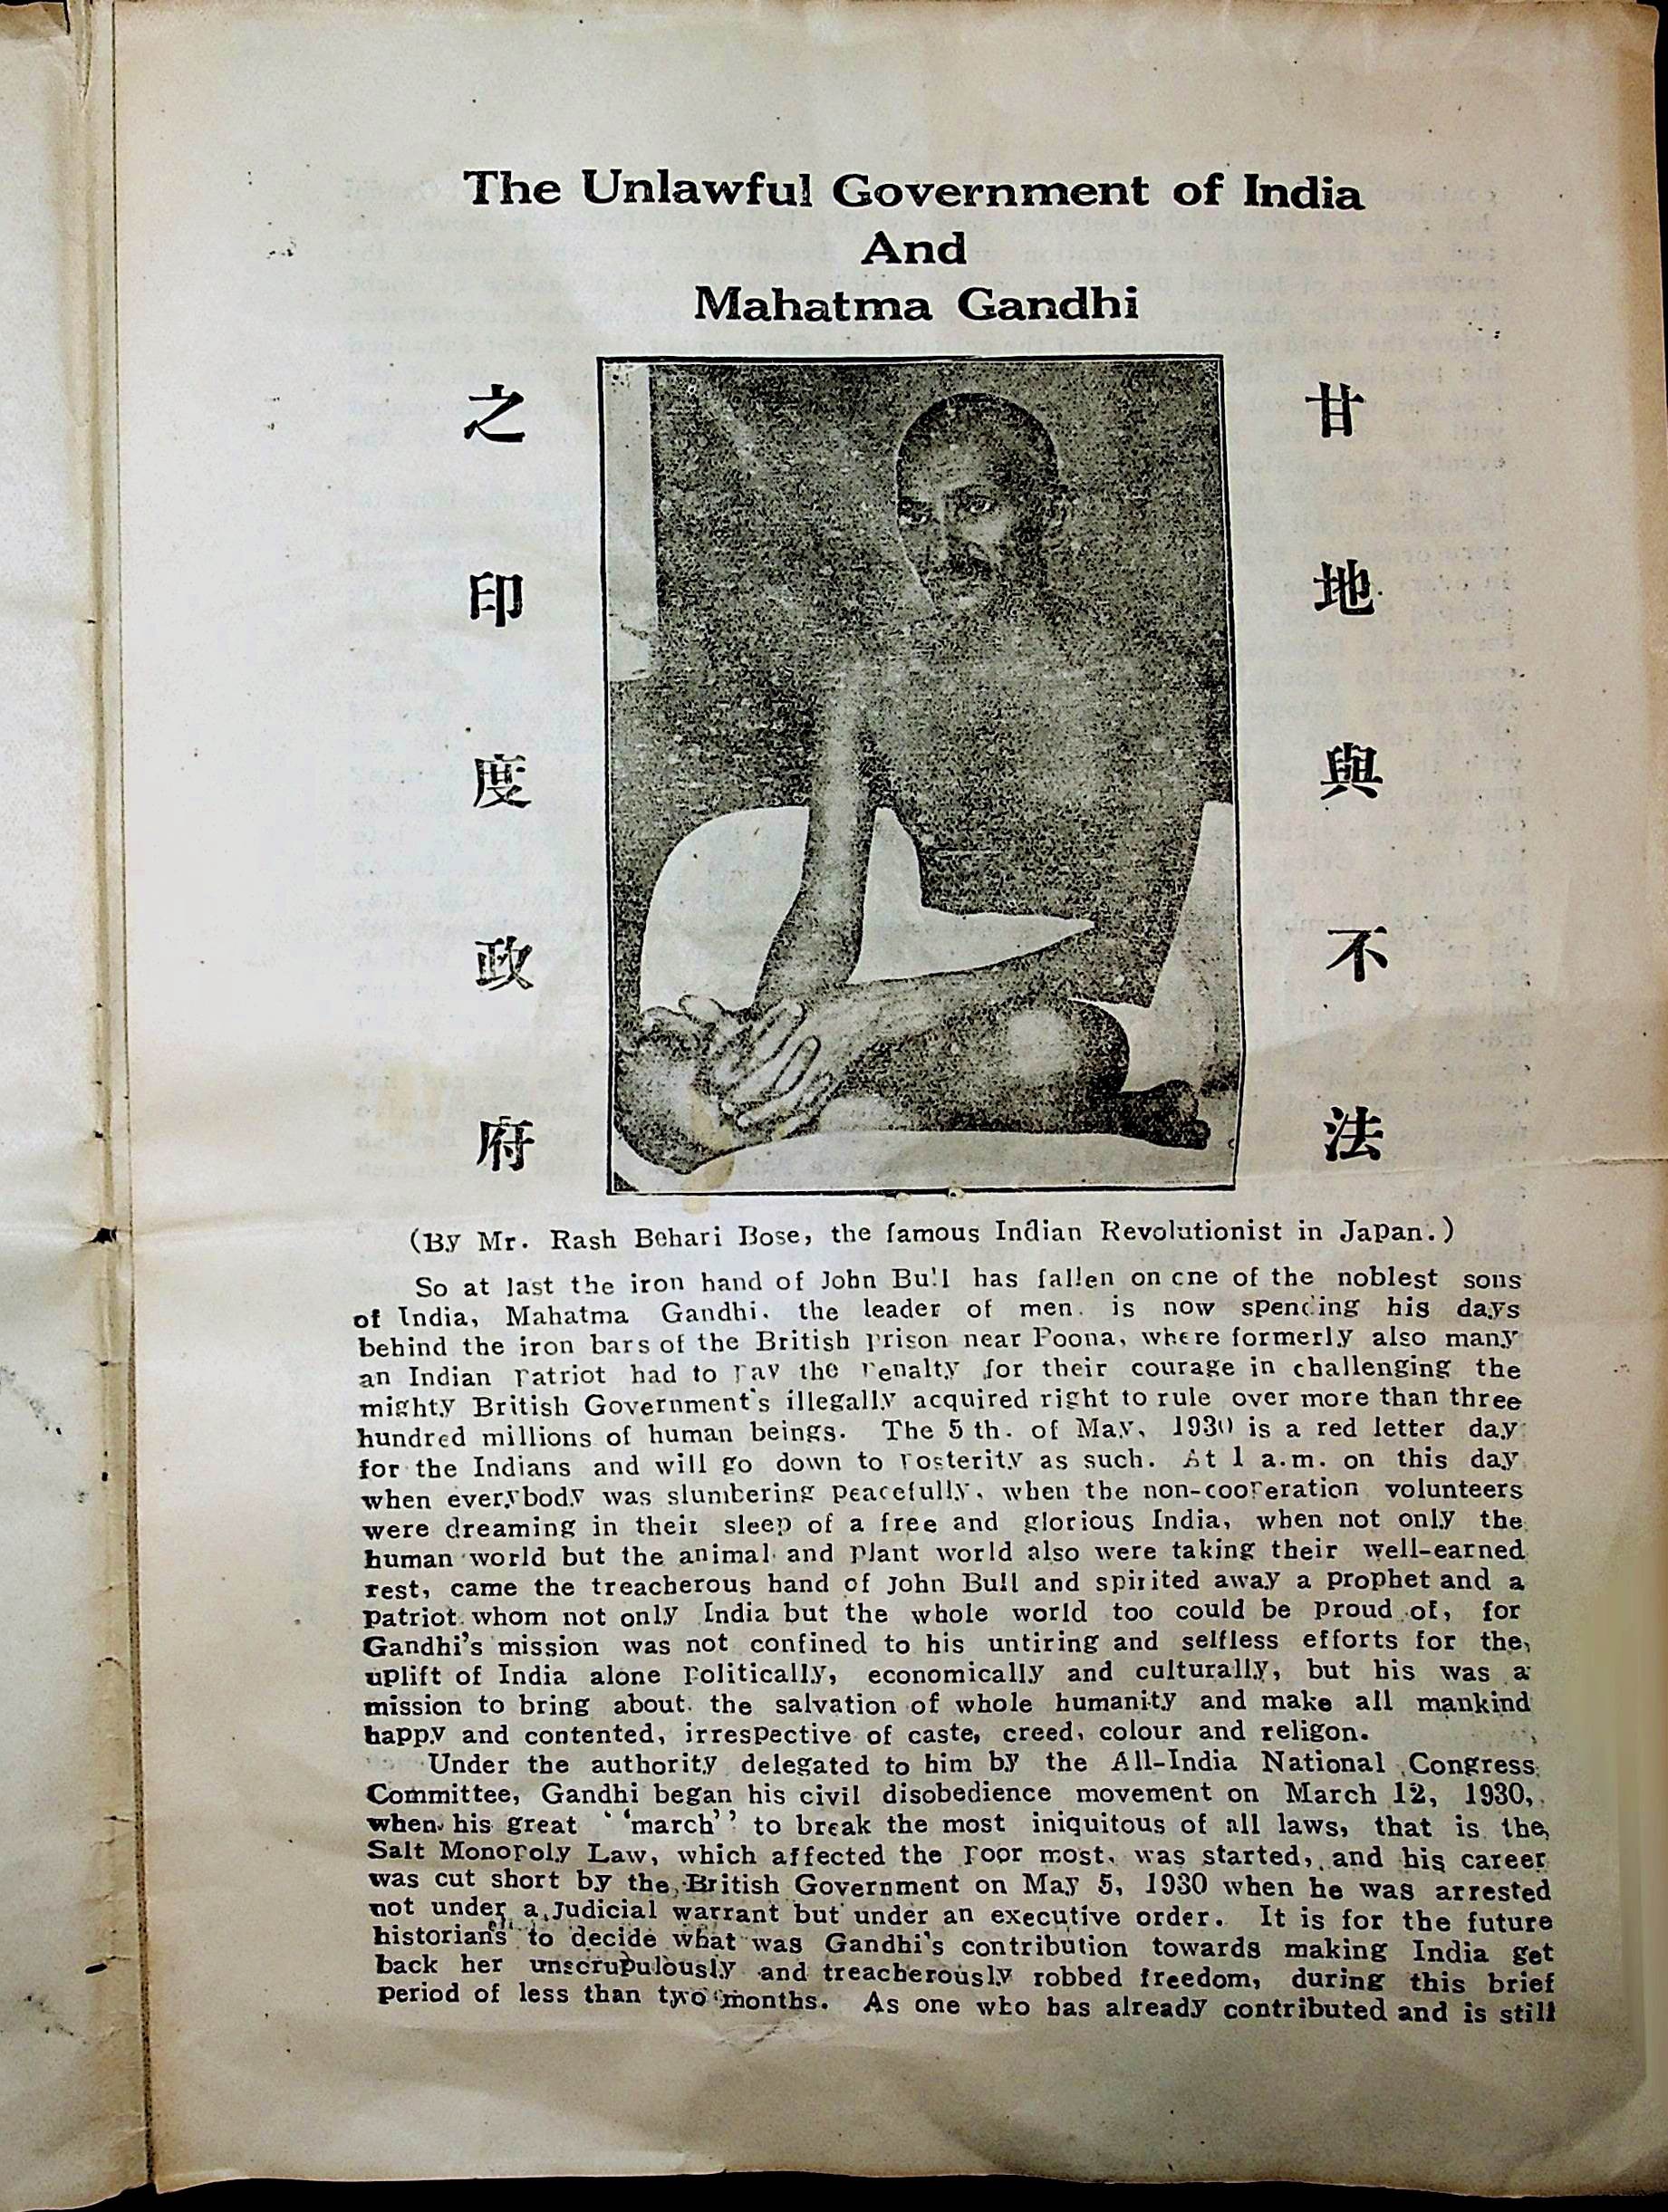 The Unlawful Government of India
And
Mahatma Gandhi
甘地與不法
之印度政府
(By Mr. Rash Behari Bose, the famous Indian Revolutionist in Japan.)
So at last the iron hand of John Bull has fallen on one of the noblest sons
of India, Mahatma Gandhi, the leader of men, is now spending his days
behind the iron bars of the British prison near Poona, where formerly also many
an Indian patriot had to pay the penalty for their courage in challenging the
mighty British Government's illegally acquired right to rule over more than three
hundred millions of human beings. The 5 th. of May, 1930 is a red letter day
for the Indians and will go down to posterity as such. At 1 a.m. on this day
when everybody was slumbering peacefully, when the non-cooperation volunteers
were dreaming in their sleep of a free and glorious India, when not only the
human world but the animal and plant world also were taking their well-earned
rest, came the treacherous hand of John Bull and spirited away a prophet and a
patriot whom not only India but the whole world too could be proud of, for
Gandhi's mission was not confined to his untiring and selfless efforts for the
uplift of India alone politically, economically and culturally, but his was a
mission to bring about the salvation of whole humanity and make all mankind
happy and contented, irrespective of caste, creed, colour and religon.
Under the authority delegated to him by the All-India National Congress
Committee, Gandhi began his civil disobedience movement on March 12, 1930,
when his great ‘‘march’’ to break the most iniquitous of all laws, that is the
Salt Monopoly Law, which affected the poor most, was started, and his career
was cut short by the British Government on May 5, 1930 when he was arrested
not under a Judicial warrant but under an executive order. It is for the future
historians to decide what was Gandhi's contribution towards making India get
back her unscrupulously and treacherously robbed freedom, during this brief
period of less than two months. As one who has already contributed and is still